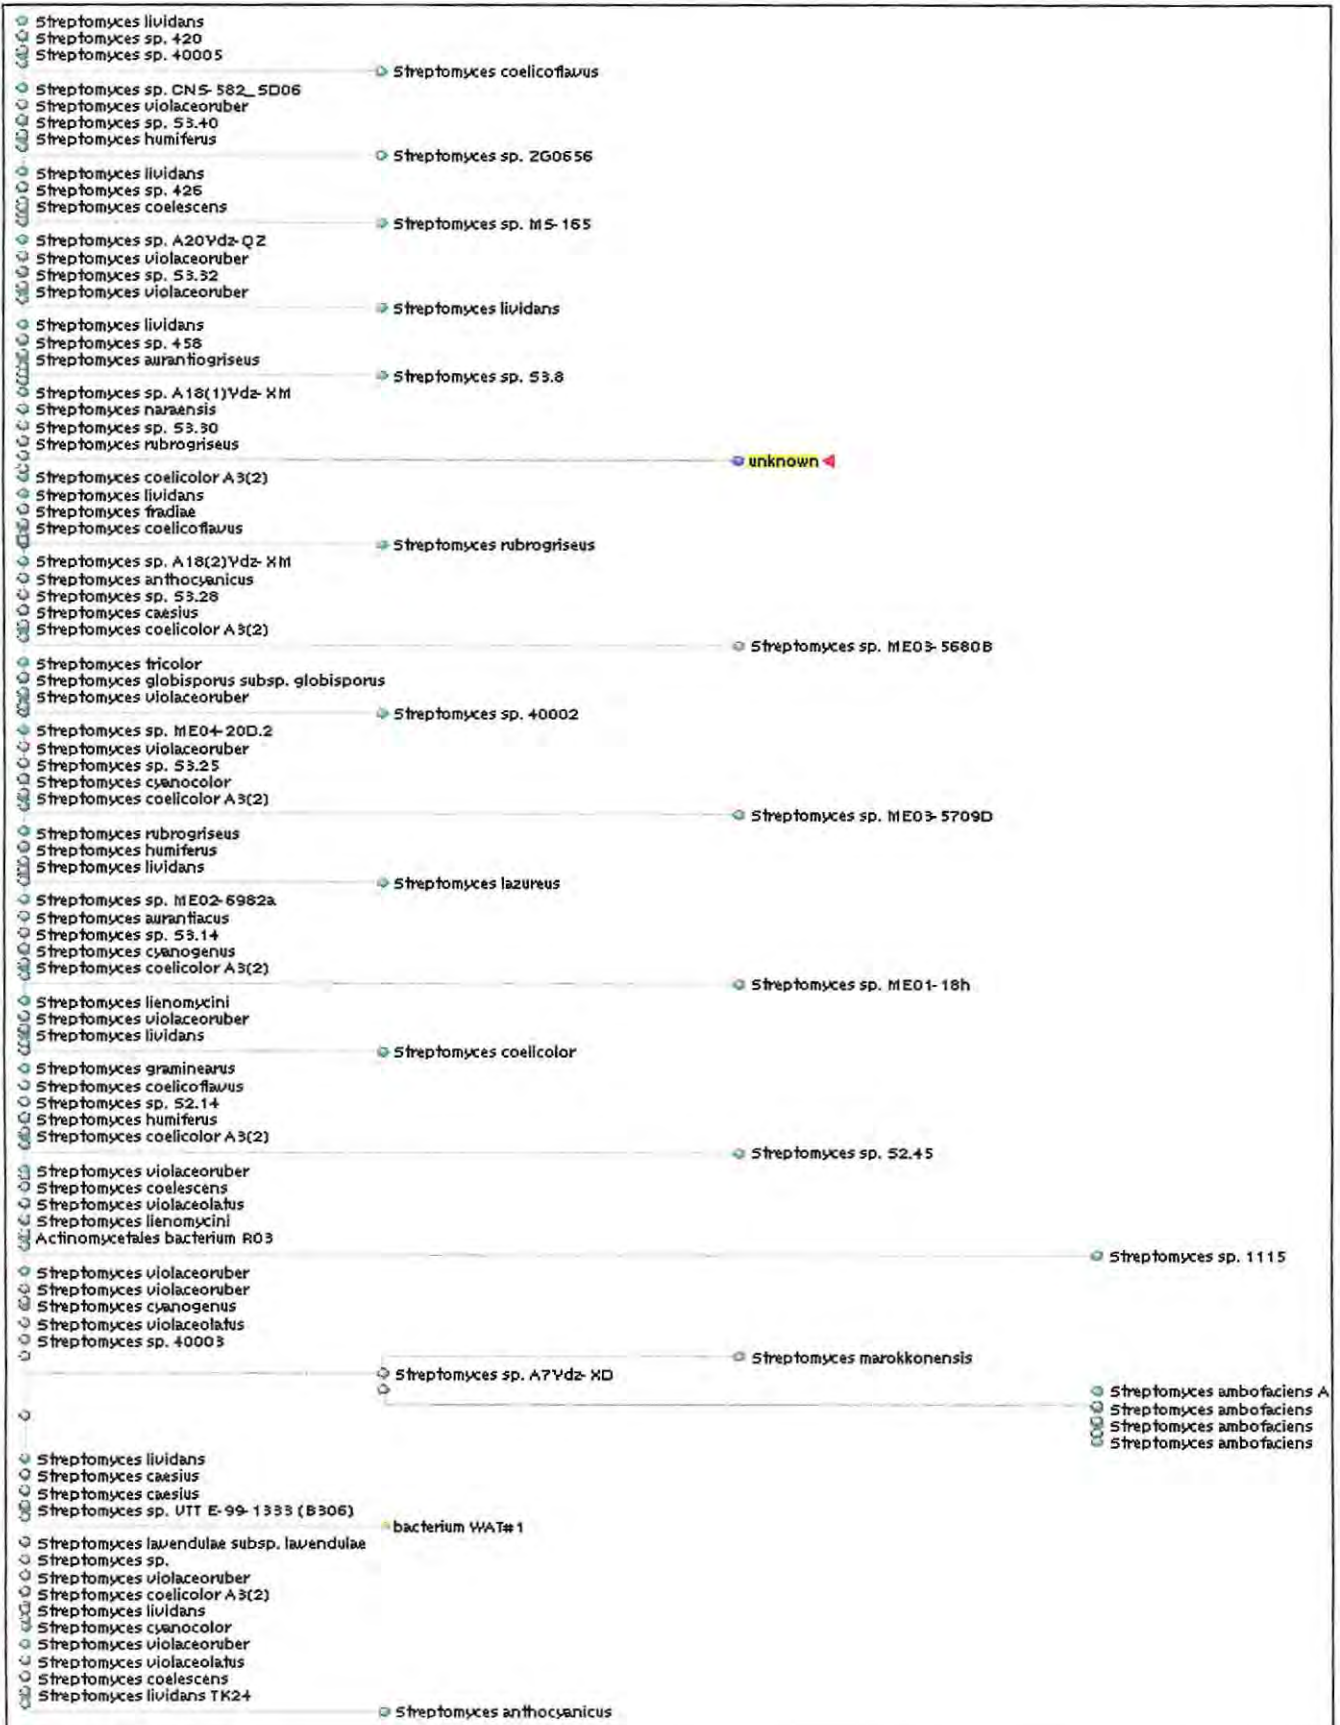 Streptomyces lividans
Streptomyces sp. 420
Streptomyces sp. 40005
Streptomyces coelicoflavus
Streptomyces sp. CNS-582_SD06
Streptomyces violaceoruber
Streptomyces sp. S3.40
Streptomyces humiferus
Streptomyces sp. ZG0656
Streptomyces lividans
Streptomyces sp. 426
Streptomyces coelescens
Streptomyces sp. MS-165
Streptomyces sp. A20Ydz-QZ
Streptomyces violaceoruber
Streptomyces sp. S3.32
Streptomyces violaceoruber
Streptomyces lividans
Streptomyces lividans
Streptomyces sp. 458
Streptomyces aurantiogriseus
Streptomyces sp. S3.8
Streptomyces sp. A18(1)Ydz-XM
Streptomyces naraensis
Streptomyces sp. S3.30
Streptomyces rubrogriseus
unknown
Streptomyces coelicolor A3(2)
Streptomyces lividans
Streptomyces fradiae
Streptomyces coelicoflavus
Streptomyces rubrogriseus
Streptomyces sp. A18(2)Ydz-XM
Streptomyces anthocyanicus
Streptomyces sp. S3.28
Streptomyces caesius
Streptomyces coelicolor A3(2)
Streptomyces sp. ME03-5680B
Streptomyces tricolor
Streptomyces globisporus subsp. globisporus
Streptomyces violaceoruber
Streptomyces sp. 40002
Streptomyces sp. ME04-20D.2
Streptomyces violaceoruber
Streptomyces sp. S3.25
Streptomyces cyanocolor
Streptomyces coelicolor A3(2)
Streptomyces sp. ME03-5709D
Streptomyces rubrogriseus
Streptomyces humiferus
Streptomyces lividans
Streptomyces lazureus
Streptomyces sp. ME02-6982a
Streptomyces aurantiacus
Streptomyces sp. S3.14
Streptomyces cyanogenus
Streptomyces coelicolor A3(2)
Streptomyces sp. ME01-18h
Streptomyces lienomycini
Streptomyces violaceoruber
Streptomyces lividans
Streptomyces coelicolor
Streptomyces graminearus
Streptomyces coelicoflavus
Streptomyces sp. S2.14
Streptomyces humiferus
Streptomyces coelicolor A3(2)
Streptomyces sp. S2.45
Streptomyces violaceoruber
Streptomyces coelescens
Streptomyces violaceolatus
Streptomyces lienomycini
Actinomycetales bacterium R03
Streptomyces sp. 1115
Streptomyces violaceoruber
Streptomyces violaceoruber
Streptomyces cyanogenus
Streptomyces violaceolatus
Streptomyces sp. 40003
Streptomyces marokkonensis
Streptomyces sp. A7Ydz-XD
Streptomyces ambofaciens A
Streptomyces ambofaciens
Streptomyces ambofaciens
Streptomyces ambofaciens
Streptomyces lividans
Streptomyces caesius
Streptomyces caesius
Streptomyces sp. VTT E-99-1333 (B306)
bacterium WAT#1
Streptomyces lavendulae subsp. lavendulae
Streptomyces sp.
Streptomyces violaceoruber
Streptomyces coelicolor A3(2)
Streptomyces lividans
Streptomyces cyanocolor
Streptomyces violaceoruber
Streptomyces violaceolatus
Streptomyces coelescens
Streptomyces lividans TK24
Streptomyces anthocyanicus